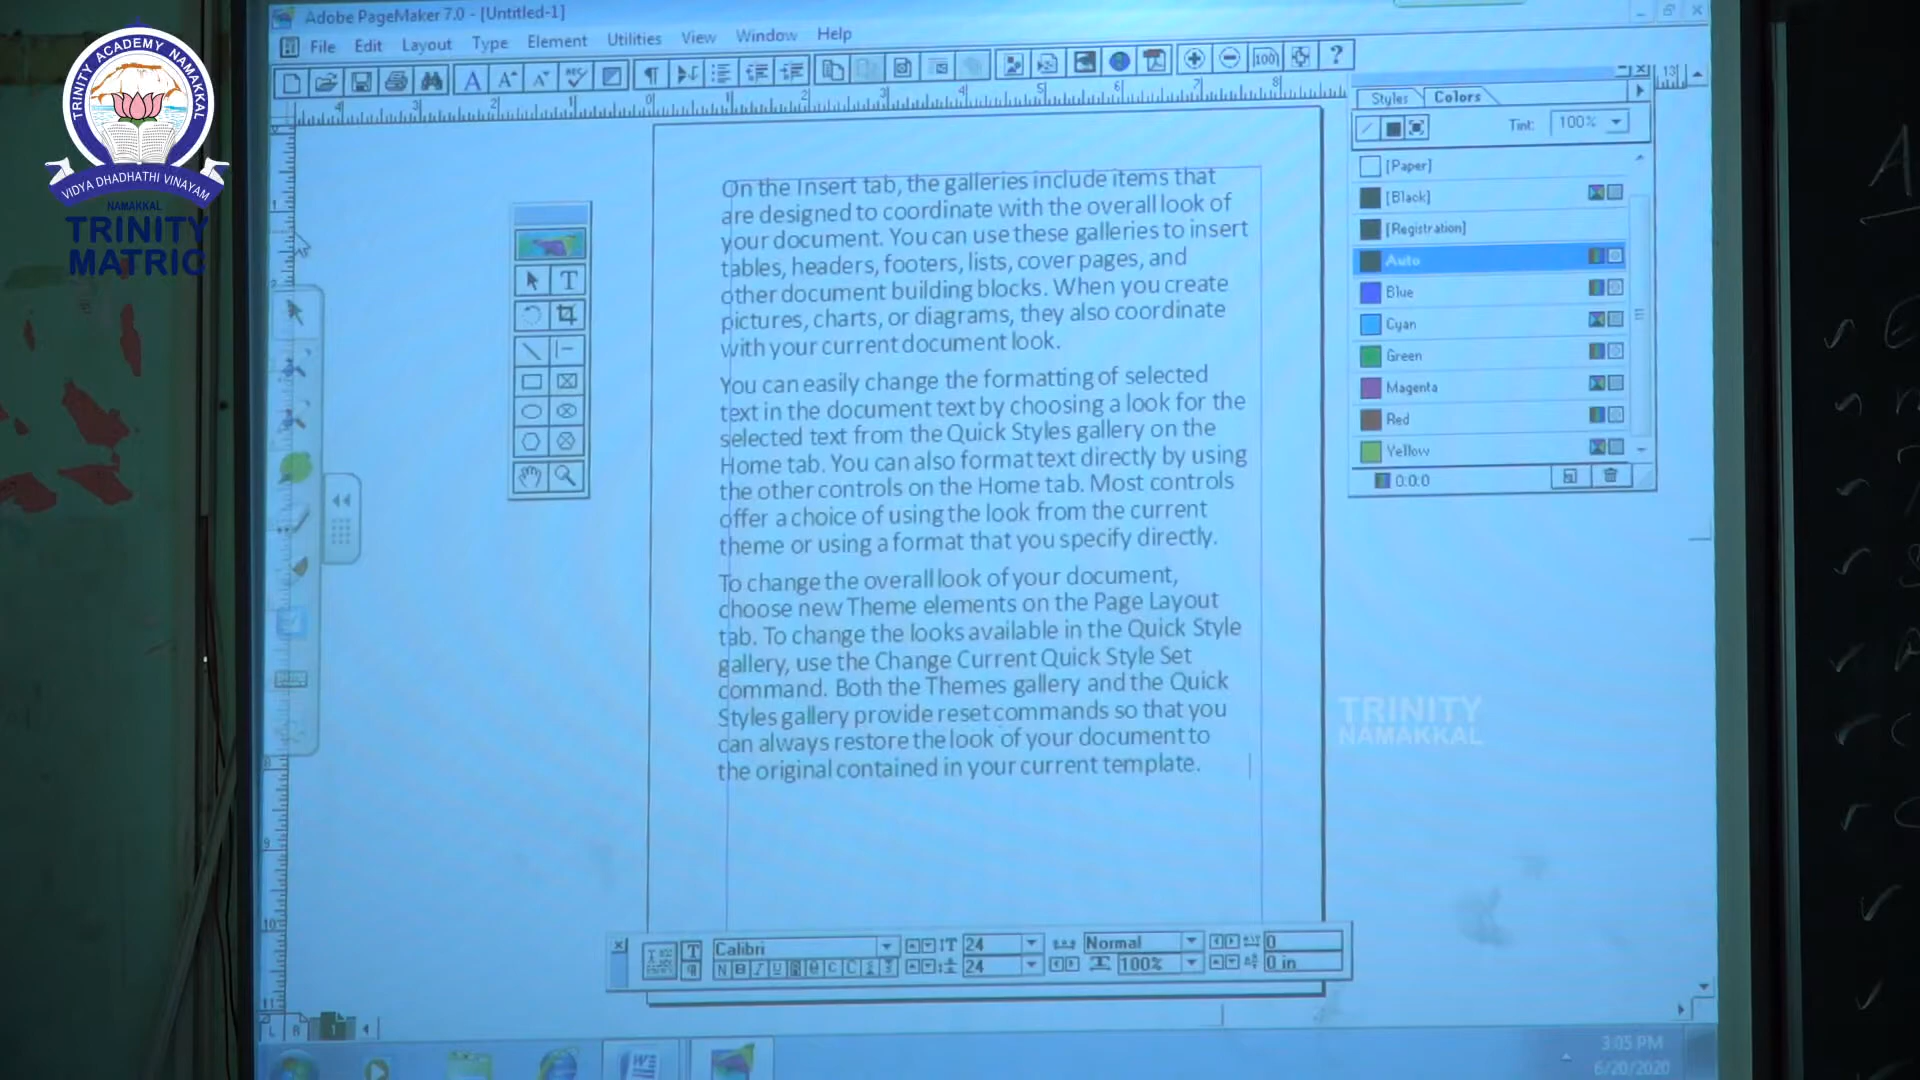 TRINITY ACADEMY NAMAKKAL
VIDYA DHADHATHI VINAYAM
NAMAKKAL
TRINITY
MATRIC
Adobe PageMaker 7.0 - [Untitled-1]
File Edit Layout Type Element Utilities View Window Help
Styles Colors
Tint: 100%
[Paper]
[Black]
[Registration]
Auto
Blue
Cyan
Green
Magenta
Red
Yellow
0:0:0
On the Insert tab, the galleries include items that
are designed to coordinate with the overall look of
your document. You can use these galleries to insert
tables, headers, footers, lists, cover pages, and
other document building blocks. When you create
pictures, charts, or diagrams, they also coordinate
with your current document look.
You can easily change the formatting of selected
text in the document text by choosing a look for the
selected text from the Quick Styles gallery on the
Home tab. You can also format text directly by using
the other controls on the Home tab. Most controls
offer a choice of using the look from the current
theme or using a format that you specify directly.
To change the overall look of your document,
choose new Theme elements on the Page Layout
tab. To change the looks available in the Quick Style
gallery, use the Change Current Quick Style Set
command. Both the Themes gallery and the Quick
Styles gallery provide reset commands so that you
can always restore the look of your document to
the original contained in your current template.
TRINITY
NAMAKKAL
Calibri 24 Normal 0
24 100% 0 in
L R 1
3:05 PM
6/20/2020